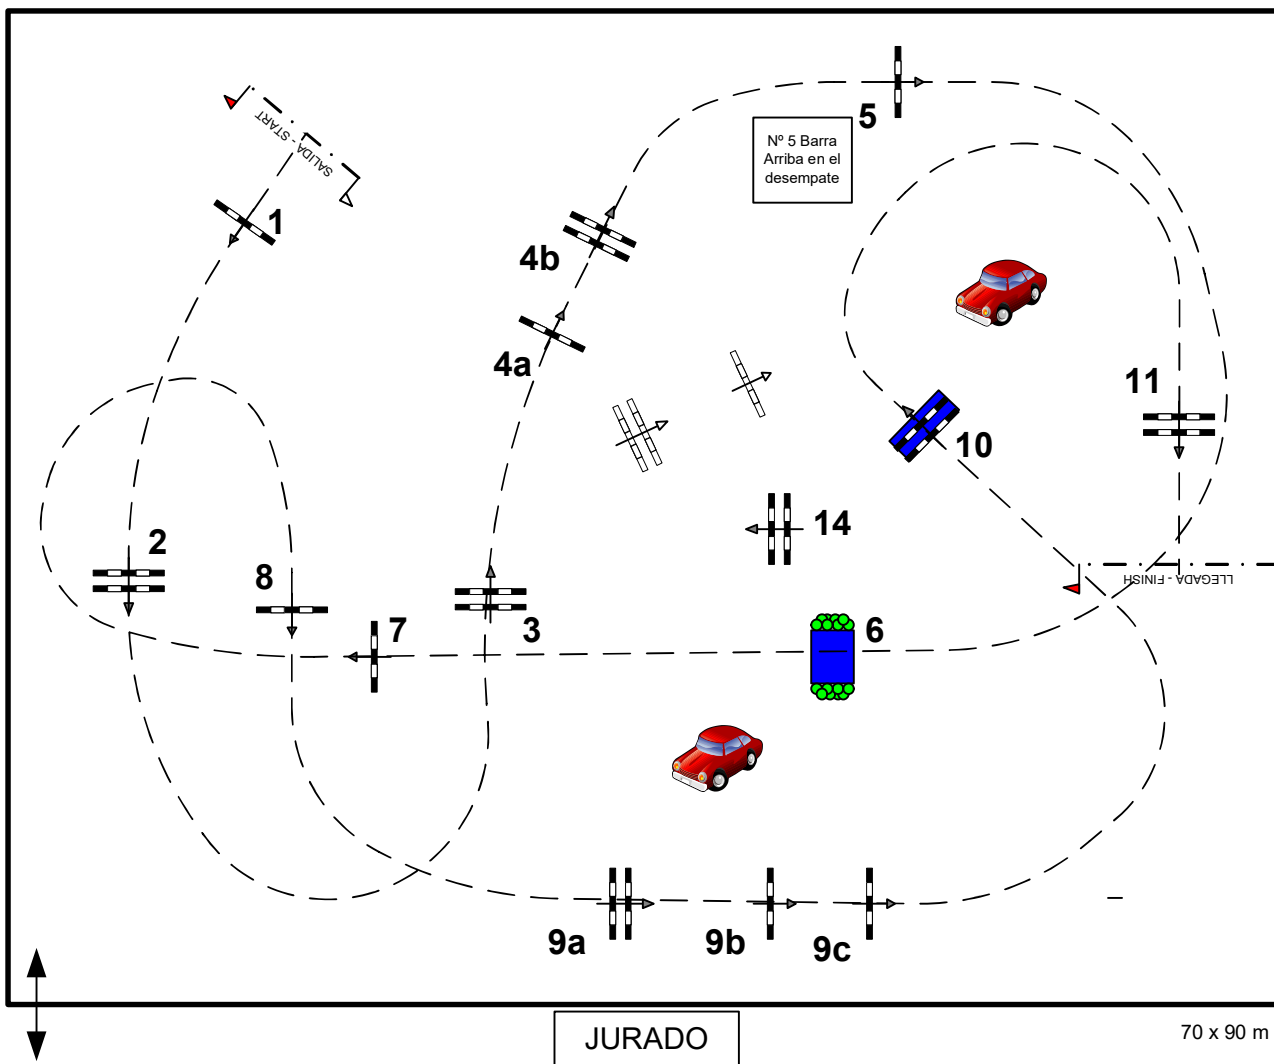 5
Nº 5 Barra
Arriba en el
desempate
SALIDA - START
1
4b
4a
11
10
14
2
8
LLEGADA - FINISH
7
3
6
9a
9b
9c
JURADO
70 x 90 m